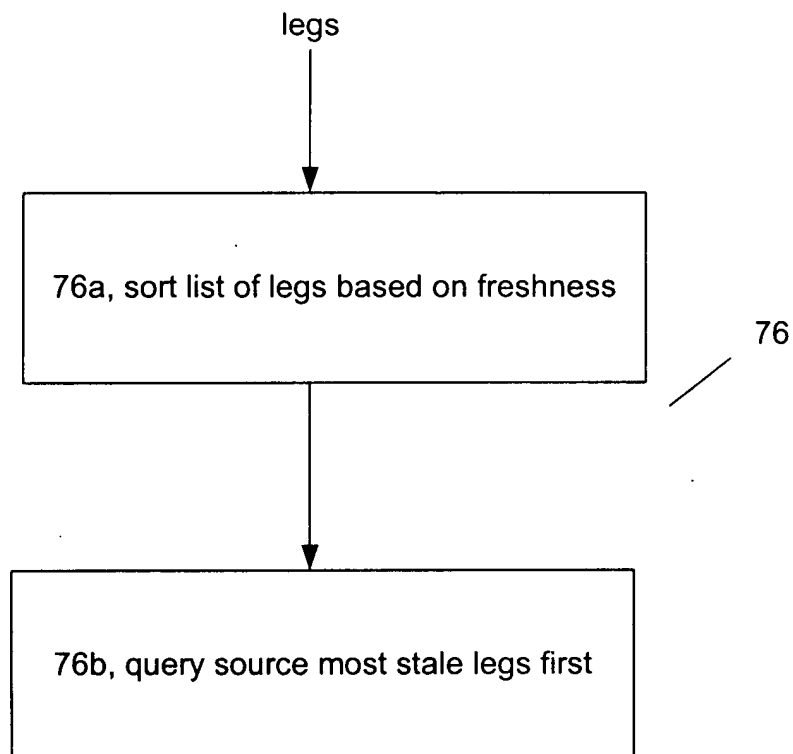 legs
76a, sort list of legs based on freshness
76
76b, query source most stale legs first